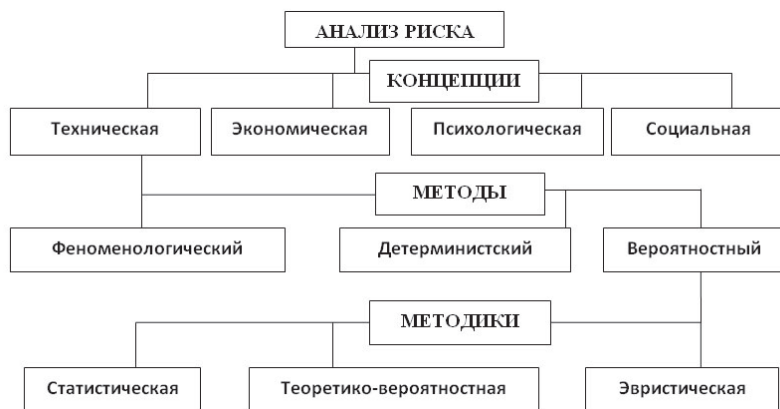 АНАЛИЗ РИСКА
КОНЦЕПЦИИ
Техническая
Экономическая
Психологическая
Социальная
МЕТОДЫ
Феноменологический
Детерминистский
Вероятностный
МЕТОДИКИ
Статистическая
Теоретико-вероятностная
Эвристическая